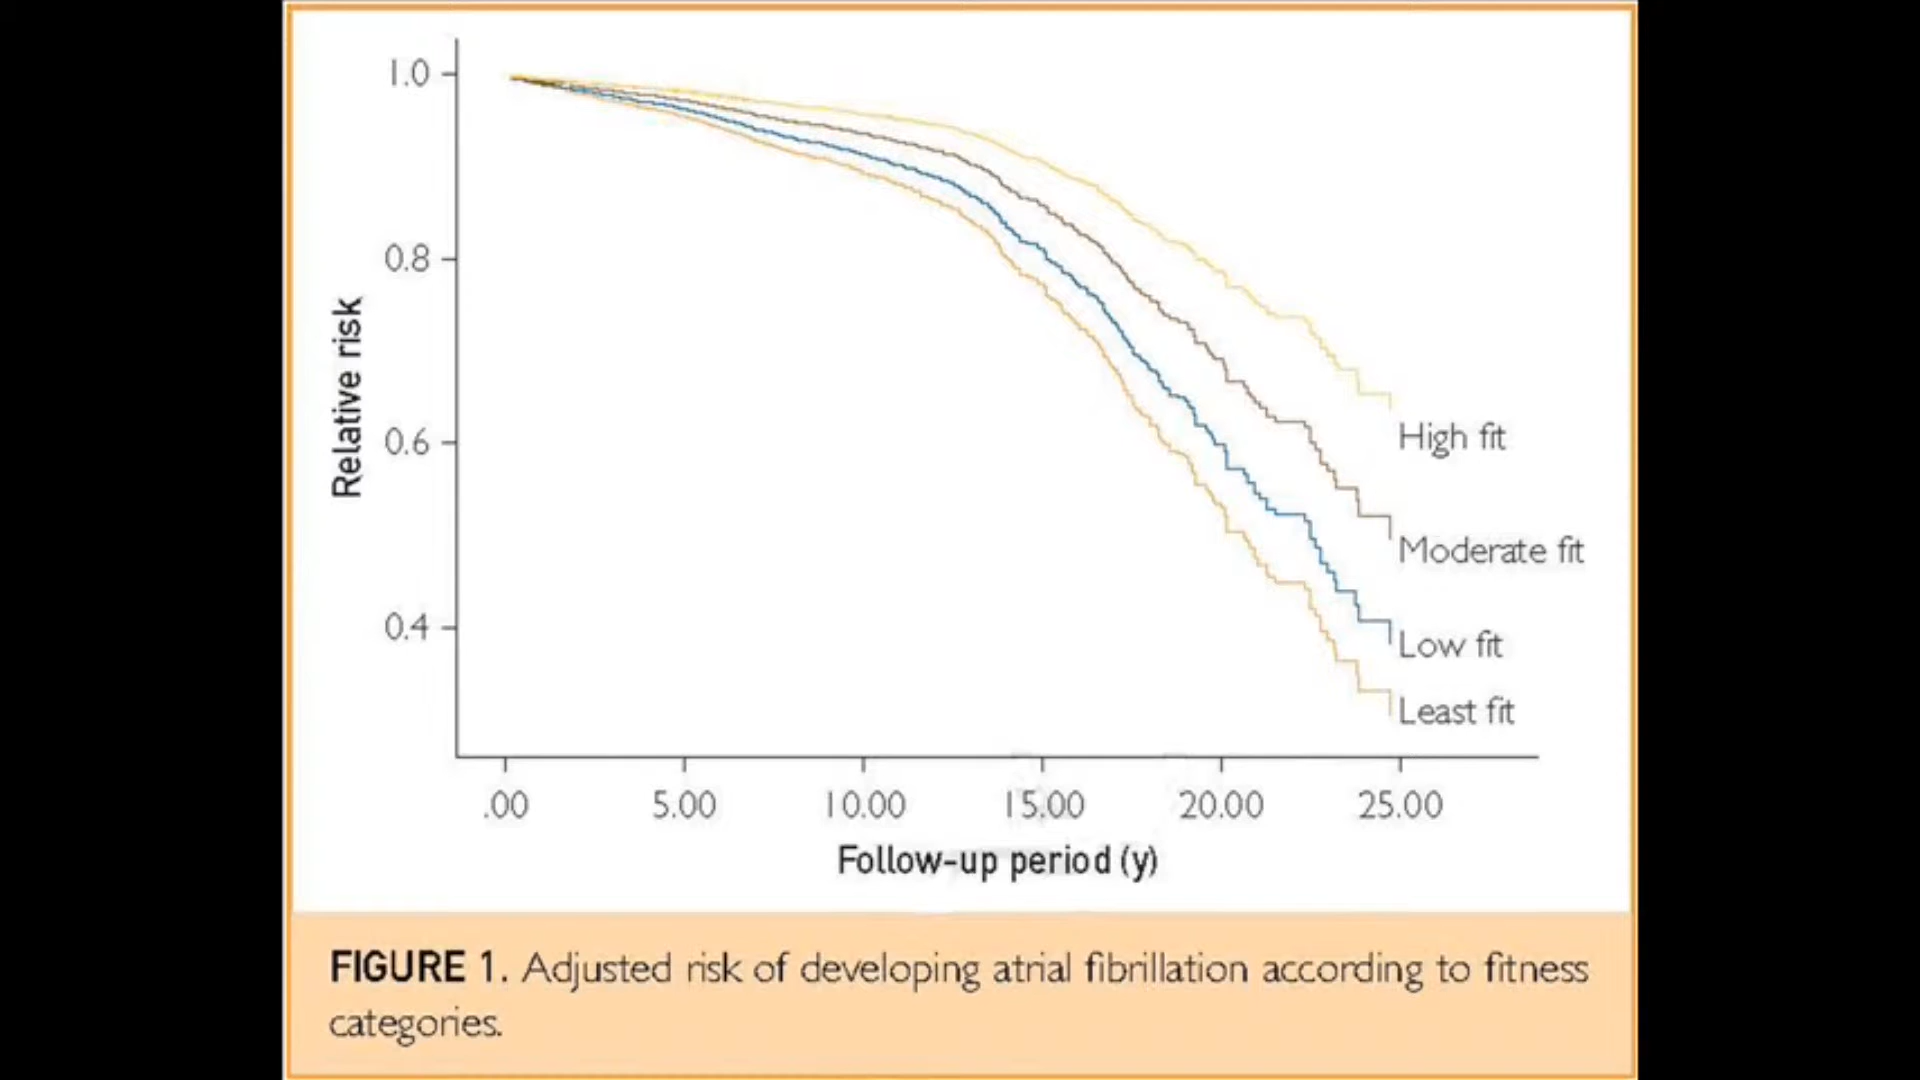 1.0
0.8
0.6
0.4
Relative risk
High fit
Moderate fit
Low fit
Least fit
.00 5.00 10.00 15.00 20.00 25.00
Follow-up period (y)
FIGURE 1. Adjusted risk of developing atrial fibrillation according to fitness
categories.